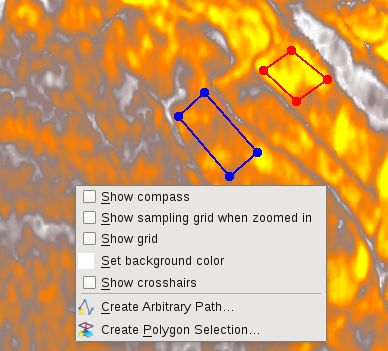 Show compass
Show sampling grid when zoomed in
Show grid
Set background color
Show crosshairs
Create Arbitrary Path...
Create Polygon Selection...